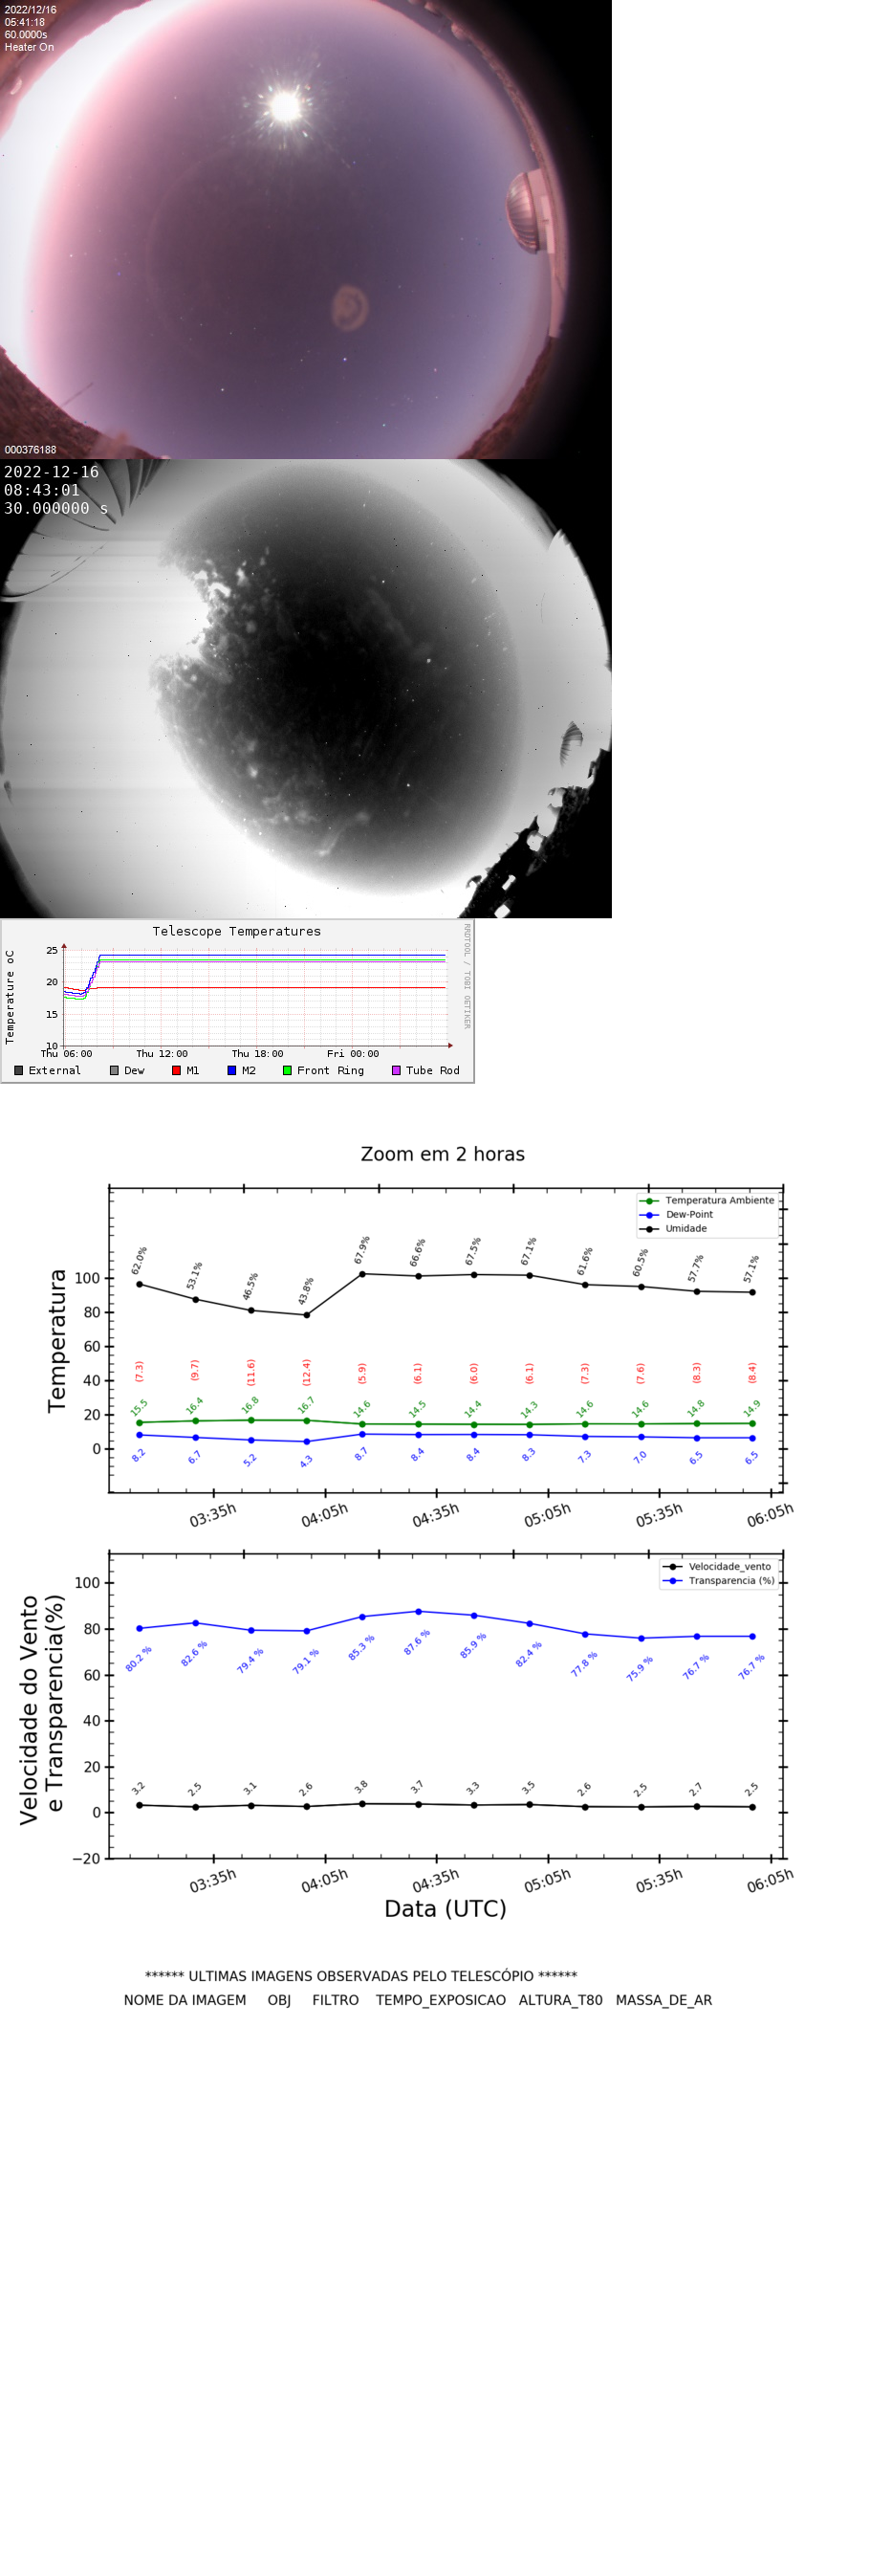 2022/12/16
05:41:18
60.0000s
Heater On
000376188
2022-12-16
08:43:01
30.000000 s
Telescope Temperatures
RRDTOOL / TOBI OETIKER
Temperature oC
25
20
15
10
Thu 06:00 Thu 12:00 Thu 18:00 Fri 00:00
External Dew M1 M2 Front Ring Tube Rod
Zoom em 2 horas
Temperatura
Temperatura Ambiente
Dew-Point
Umidade
100
80
60
40
20
0
62.0% 53.1% 46.5% 43.8% 67.9% 66.6% 67.5% 67.1% 61.6% 60.5% 57.7% 57.1%
(7.3) (9.7) (11.6) (12.4) (5.9) (6.1) (6.0) (6.1) (7.3) (7.6) (8.3) (8.4)
15.5 16.4 16.8 16.7 14.6 14.5 14.4 14.3 14.6 14.6 14.8 14.9
8.2 6.7 5.2 4.3 8.7 8.4 8.4 8.3 7.3 7.0 6.5 6.5
03:35h 04:05h 04:35h 05:05h 05:35h 06:05h
Velocidade do Vento
e Transparencia(%)
Velocidade_vento
Transparencia (%)
100
80
60
40
20
0
−20
80.2 % 82.6 % 79.4 % 79.1 % 85.3 % 87.6 % 85.9 % 82.4 % 77.8 % 75.9 % 76.7 % 76.7 %
3.2 2.5 3.1 2.6 3.8 3.7 3.3 3.5 2.6 2.5 2.7 2.5
03:35h 04:05h 04:35h 05:05h 05:35h 06:05h
Data (UTC)
****** ULTIMAS IMAGENS OBSERVADAS PELO TELESCÓPIO ******
NOME DA IMAGEM OBJ FILTRO TEMPO_EXPOSICAO ALTURA_T80 MASSA_DE_AR